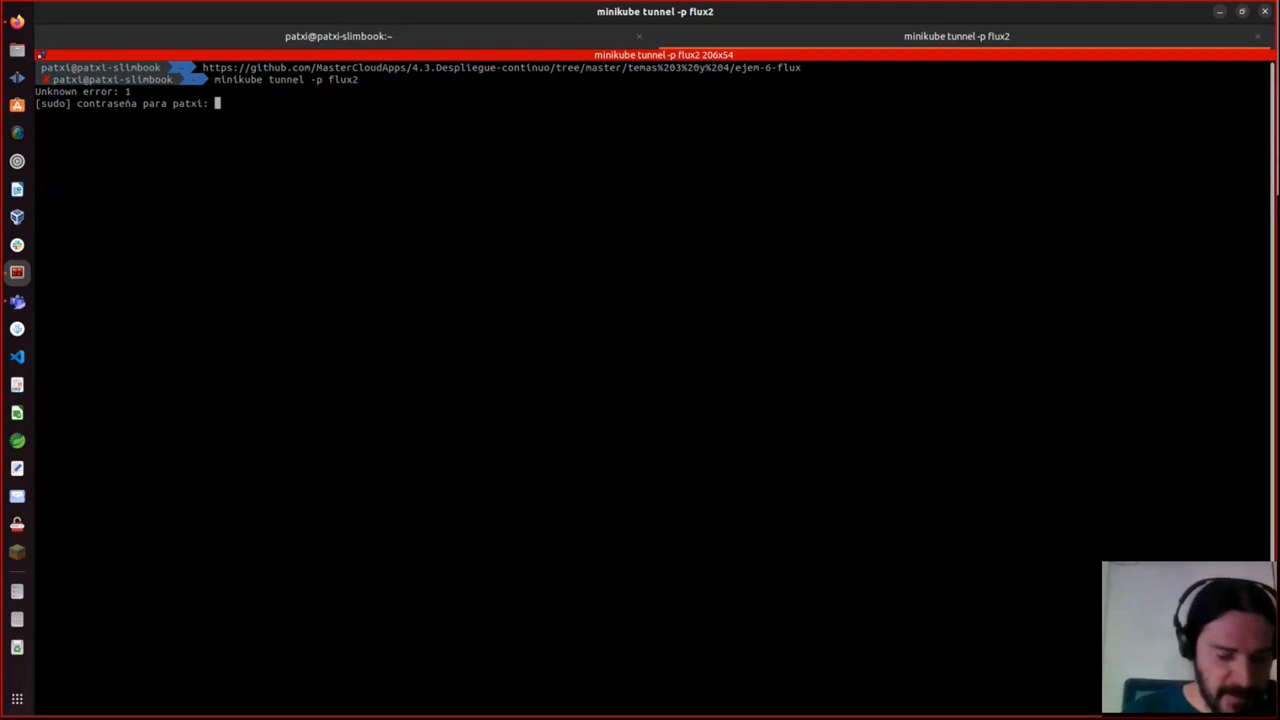 minikube tunnel -p flux2
patxi@patxi-slimbook:~
minikube tunnel -p flux2
minikube tunnel -p flux2 206x54
patxi@patxi-slimbook ~ https://github.com/MasterCloudApps/4.3.Despliegue-continuo/tree/master/temas%203%20y%204/ejem-6-flux
✘ patxi@patxi-slimbook ~ minikube tunnel -p flux2
Unknown error: 1
[sudo] contraseña para patxi: